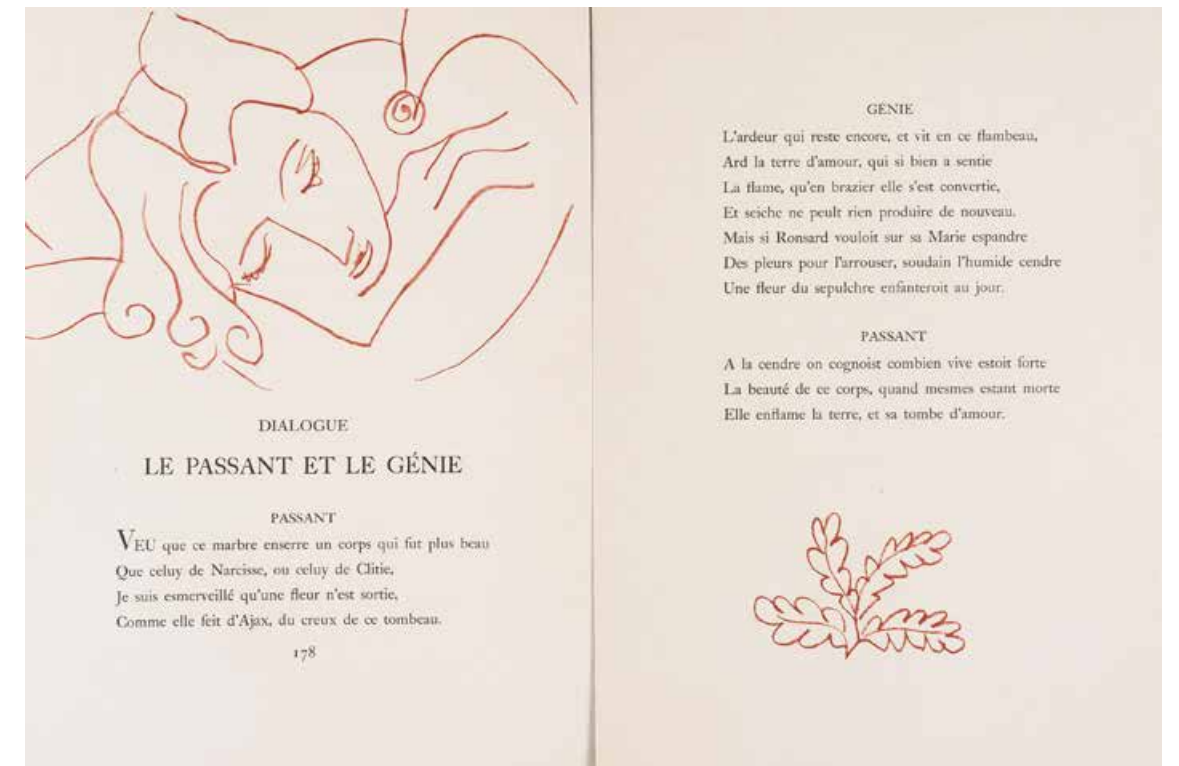 DIALOGUE
LE PASSANT ET LE GÉNIE
PASSANT
VEU que ce marbre enserre un corps qui fut plus beau
Que celuy de Narcisse, ou celuy de Clitie,
Je suis esmerveillé qu'une fleur n'est sortie,
Comme elle feit d'Ajax, du creux de ce tombeau.
178
GÉNIE
L'ardeur qui reste encore, et vit en ce flambeau,
Ard la terre d'amour, qui si bien a sentie
La flame, qu'en brazier elle s'est convertie,
Et seiche ne peult rien produire de nouveau.
Mais si Ronsard vouloit sur sa Marie espandre
Des pleurs pour l'arrouser, soudain l'humide cendre
Une fleur du sepulchre enfanteroit au jour.
PASSANT
A la cendre on cognoist combien vive estoit forte
La beauté de ce corps, quand mesmes estant morte
Elle enflame la terre, et sa tombe d'amour.